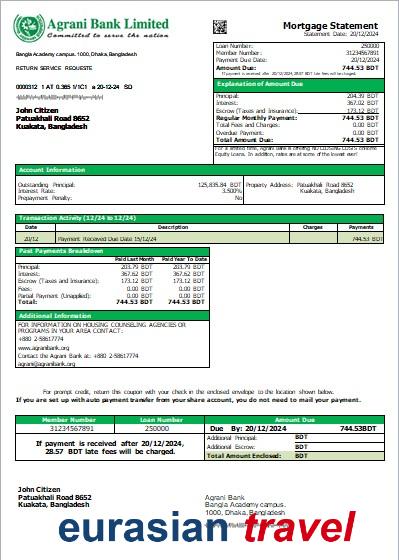 Agrani Bank Limited
Committed to serve the nation
Mortgage Statement
Statement Date: 20/12/2024
Bangla Academy campus. 1000, Dhaka, Bangladesh
RETURN SERVICE REQUESTE
Loan Number: 250000
Member Number: 31234567891
Payment Due Date: 20/12/2024
Amount Due: 744.53 BDT
If payment is received after 20/12/2024, 28.57 BDT late fees will be charged.
0000312 1 AT 0.365 1/1C1 e 20-12-24 SD
John Citizen
Patuakhali Road 8652
Kuakata, Bangladesh
Explanation of Amount Due
Principal: 204.39 BDT
Interest: 367.02 BDT
Escrow (Taxes and Insurance): 173.12 BDT
Regular Monthly Payment: 744.53 BDT
Total Fees and Charges: 0.00 BDT
Overdue Payment: 0.00 BDT
Total Amount Due: 744.53 BDT
For a limited time, Agrani Bank is offering NO CLOSING COSTS on Home
Equity Loans. In addition, rates are at some of the lowest ever!
Account Information
Outstanding Principal: 125,835.84 BDT
Interest Rate: 3.500%
Prepayment Penalty: No
Property Address: Patuakhali Road 8652
Kuakata, Bangladesh
Transaction Activity (12/24 to 12/24)
Date Description Charges Payments
20/12 Payment Received Due Date 15/12/24 744.53 BDT
Past Payments Breakdown
Paid Last Month Paid Year To Date
Principal: 203.79 BDT 203.79 BDT
Interest: 367.62 BDT 367.62 BDT
Escrow (Taxes and Insurance): 173.12 BDT 173.12 BDT
Fees: 0.00 BDT 0.00 BDT
Partial Payment (Unapplied): 0.00 BDT 0.00 BDT
Total: 744.53 BDT 744.53 BDT
Additional Information
FOR INFORMATION ON HOUSING COUNSELING AGENCIES OR
PROGRAMS IN YOUR AREA CONTACT:
+880 2-58617774
www.agranibank.org
Contact the Agrani Bank at: +880 2-58617774
agrani@agranibank.org
For prompt credit, return this coupon with your check in the enclosed envelope to the location shown below.
If you are set up with auto payment transfer from your share account, you do not need to mail your payment.
Member Number Loan Number Amount Due
31234567891 250000 Due By: 20/12/2024 744.53BDT
If payment is received after 20/12/2024,
28.57 BDT late fees will be charged.
Additional Principal: BDT
Additional Escrow: BDT
Total Amount Enclosed: BDT
John Citizen
Patuakhali Road 8652
Kuakata, Bangladesh
Agrani Bank
Bangla Academy campus.
1000, Dhaka, Bangladesh
eurasian travel